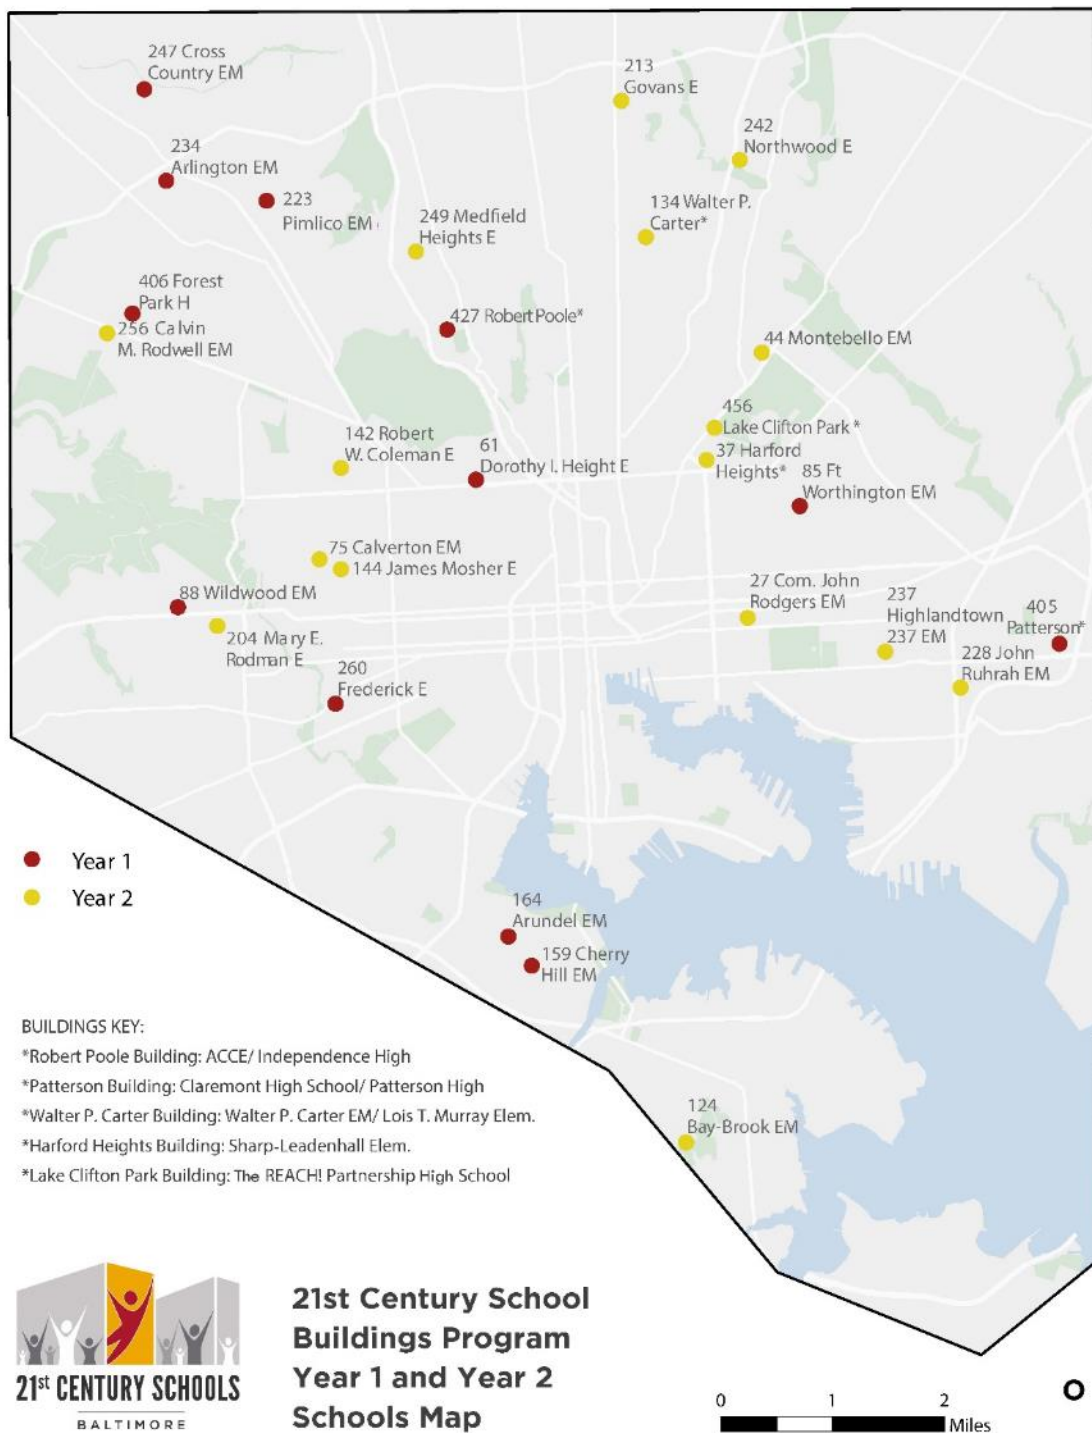 247 Cross
Country EM
213
Govans E
234
Arlington EM
242
Northwood E
223
Pimlico EM
249 Medfield
Heights E
134 Walter P.
Carter*
406 Forest
Park H
256 Calvin
M. Rodwell EM
427 Robert Poole*
44 Montebello EM
142 Robert
W. Coleman E
61
Dorothy I. Height E
456
Lake Clifton Park *
37 Harford
Heights*
85 Ft
Worthington EM
75 Calverton EM
144 James Mosher E
88 Wildwood EM
204 Mary E.
Rodman E
27 Com. John
Rodgers EM
237
Highlandtown
237 EM
405
Patterson*
228 John
Ruhrah EM
260
Frederick E
Year 1
Year 2
164
Arundel EM
159 Cherry
Hill EM
124
Bay-Brook EM
BUILDINGS KEY:
*Robert Poole Building: ACCE/ Independence High
*Patterson Building: Claremont High School/ Patterson High
*Walter P. Carter Building: Walter P. Carter EM/ Lois T. Murray Elem.
*Harford Heights Building: Sharp-Leadenhall Elem.
*Lake Clifton Park Building: The REACH! Partnership High School
21st CENTURY SCHOOLS
BALTIMORE
21st Century School
Buildings Program
Year 1 and Year 2
Schools Map
0 1 2
Miles